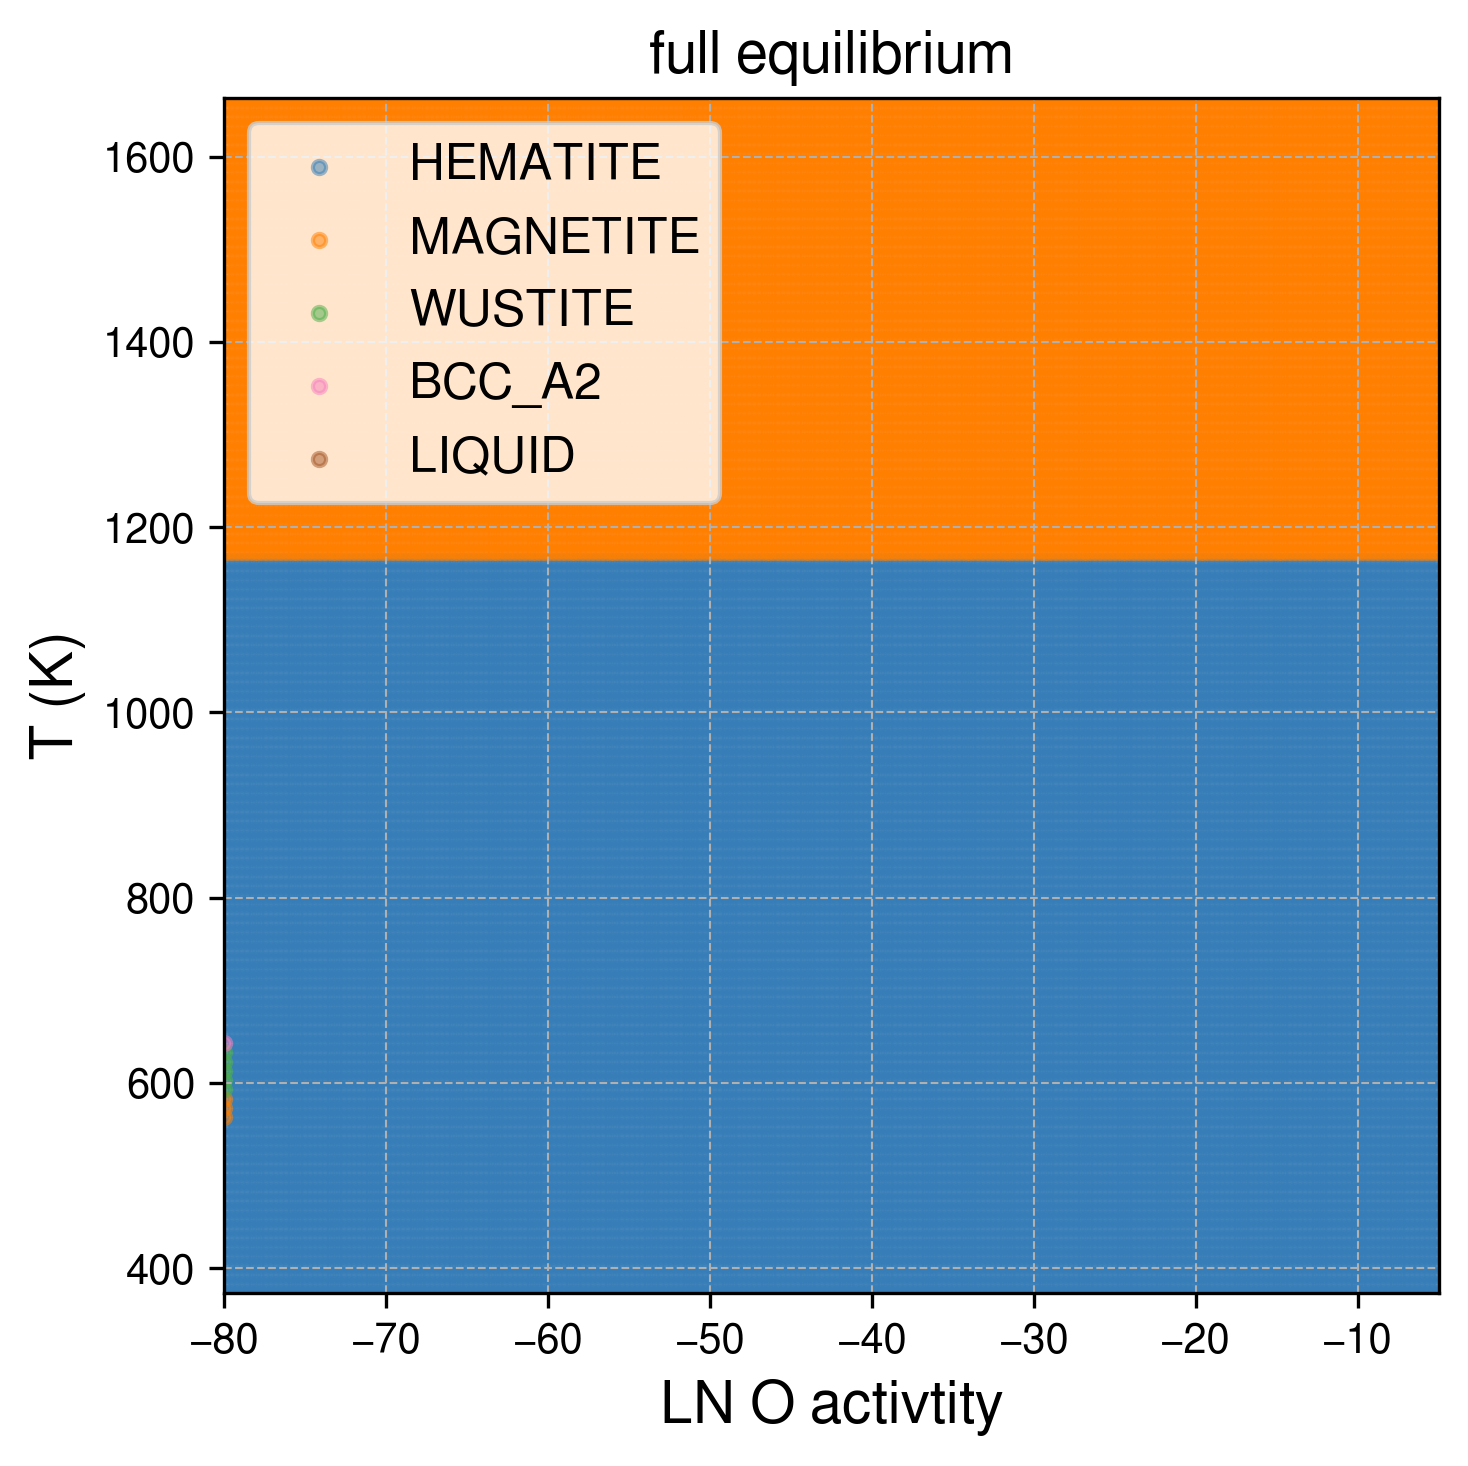 full equilibrium
HEMATITE
MAGNETITE
WUSTITE
BCC_A2
LIQUID
1600
1400
1200
1000
800
600
400
T (K)
−80 −70 −60 −50 −40 −30 −20 −10
LN O activtity